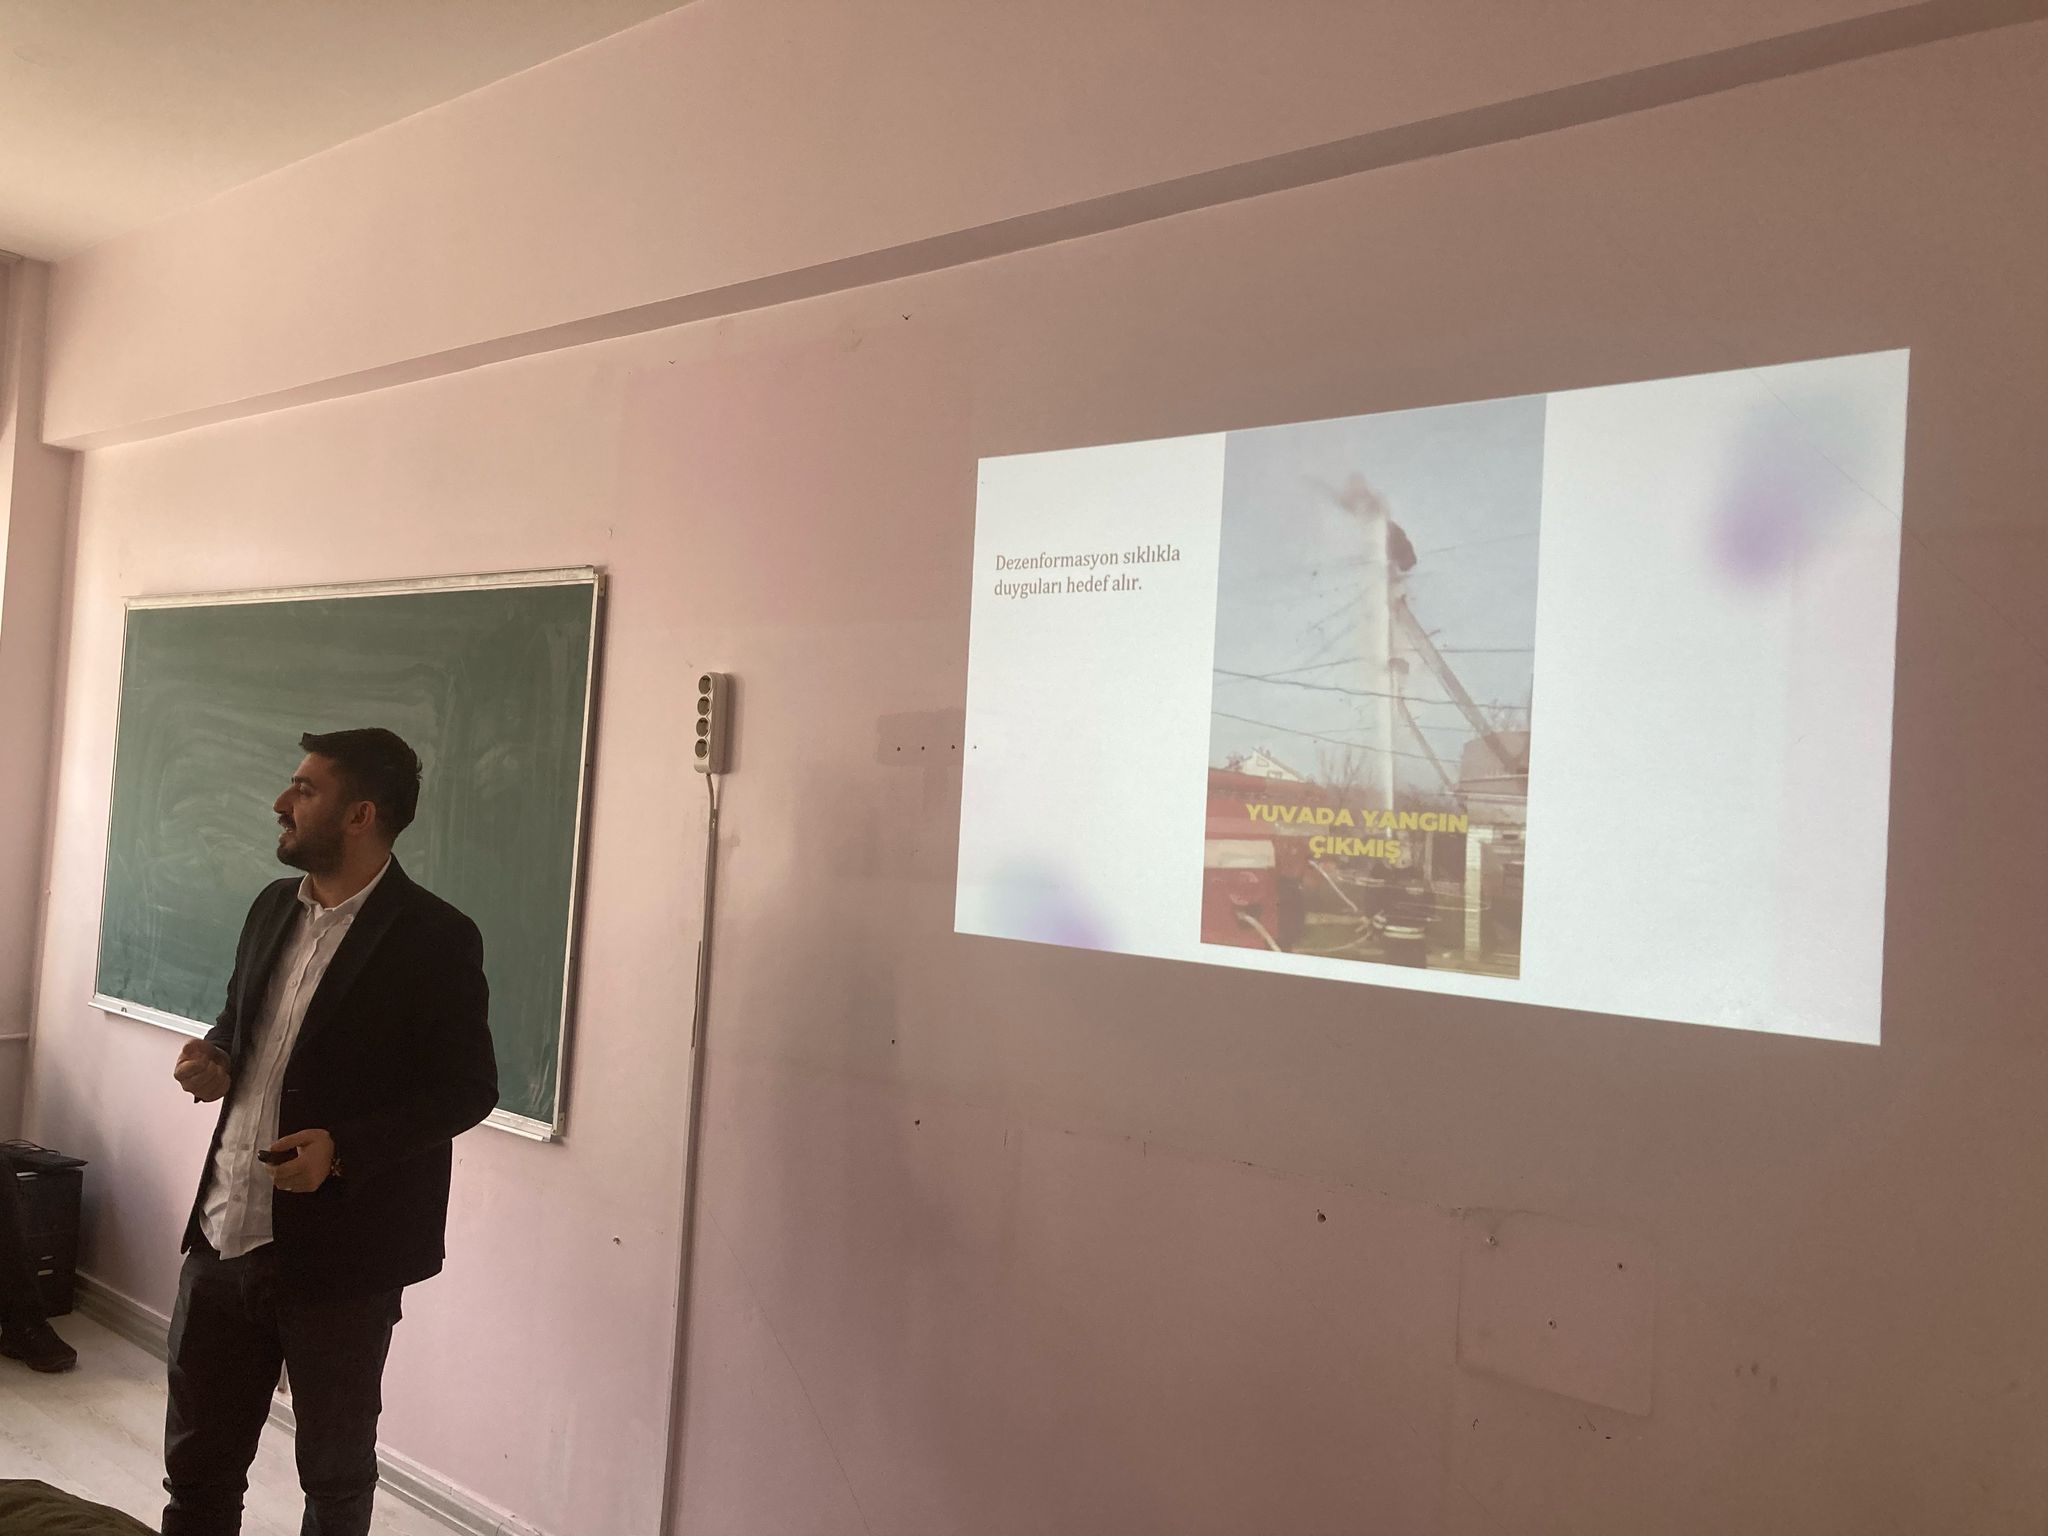 Dezenformasyon sıklıkla
duyguları hedef alır.
YUVADA YANGIN
ÇIKMIŞ